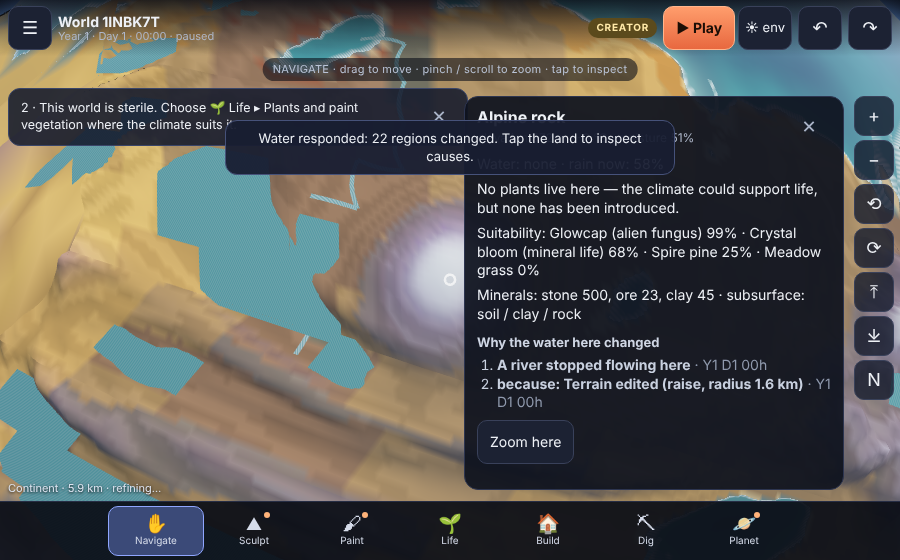 ☰
World 1INBK7T
Year 1 · Day 1 · 00:00 · paused
CREATOR
▶ Play
☀ env
↶
↷
NAVIGATE · drag to move · pinch / scroll to zoom · tap to inspect
2 · This world is sterile. Choose 🌱 Life ▸ Plants and paint
vegetation where the climate suits
✕
Water responded: 22 regions changed. Tap the land to inspect
causes.
Alpine rock
51%
✕
Water: none · rain now: 58%
No plants live here — the climate could support life,
but none has been introduced.
Suitability: Glowcap (alien fungus) 99% · Crystal
bloom (mineral life) 68% · Spire pine 25% · Meadow
grass 0%
Minerals: stone 500, ore 23, clay 45 · subsurface:
soil / clay / rock
Why the water here changed
1. A river stopped flowing here · Y1 D1 00h
2. because: Terrain edited (raise, radius 1.6 km) · Y1
D1 00h
Zoom here
+
−
⟲
⟳
⤒
⤓
N
Continent · 5.9 km · refining…
Navigate
Sculpt
Paint
Life
Build
Dig
Planet